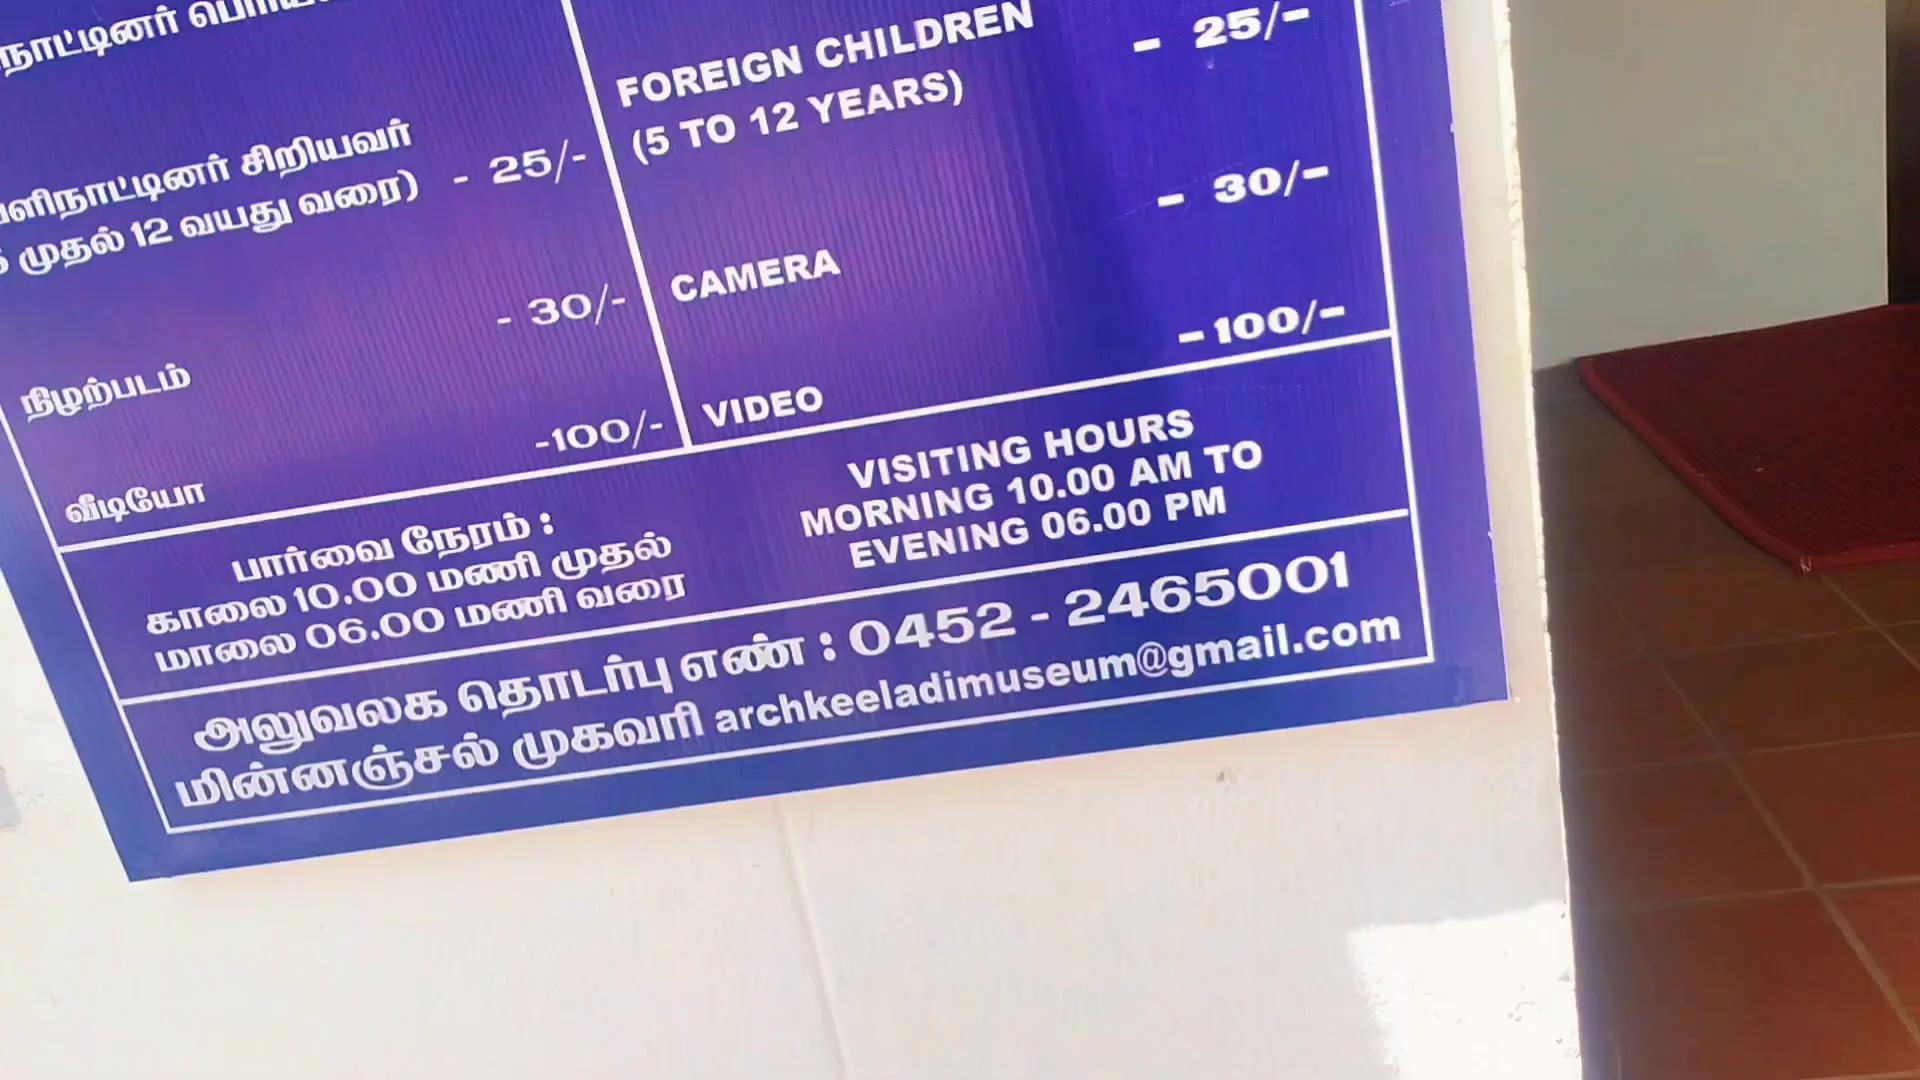 நாட்டினர்
சிறியவர்
முதல் 12 வயது வரை) - 25/-
நிழற்படம் - 30/-
வீடியோ -100/-
FOREIGN CHILDREN
(5 TO 12 YEARS) - 25/-
CAMERA - 30/-
VIDEO - 100/-
பார்வை நேரம் :
காலை 10.00 மணி முதல்
மாலை 06.00 மணி வரை
VISITING HOURS
MORNING 10.00 AM TO
EVENING 06.00 PM
அலுவலக தொடர்பு எண் : 0452 - 2465001
மின்னஞ்சல் முகவரி archkeeladimuseum@gmail.com